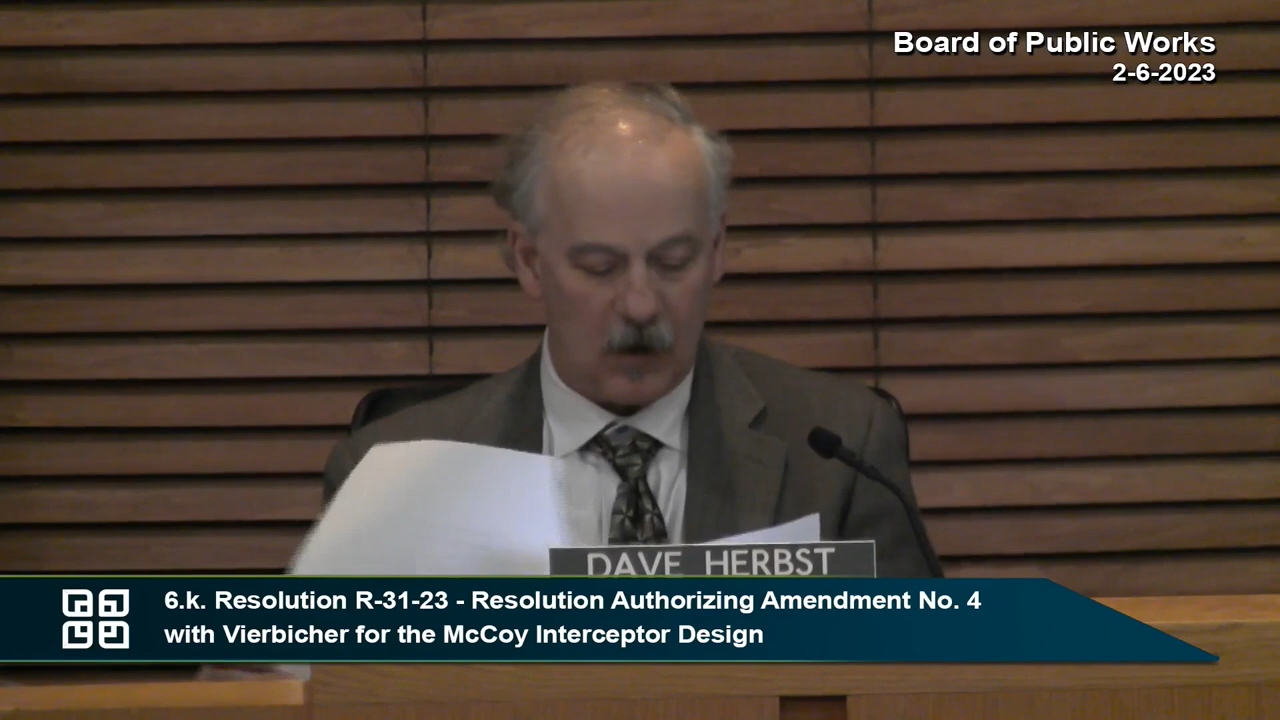 Board of Public Works
2-6-2023
DAVE HERBST
6.k. Resolution R-31-23 - Resolution Authorizing Amendment No. 4
with Vierbicher for the McCoy Interceptor Design